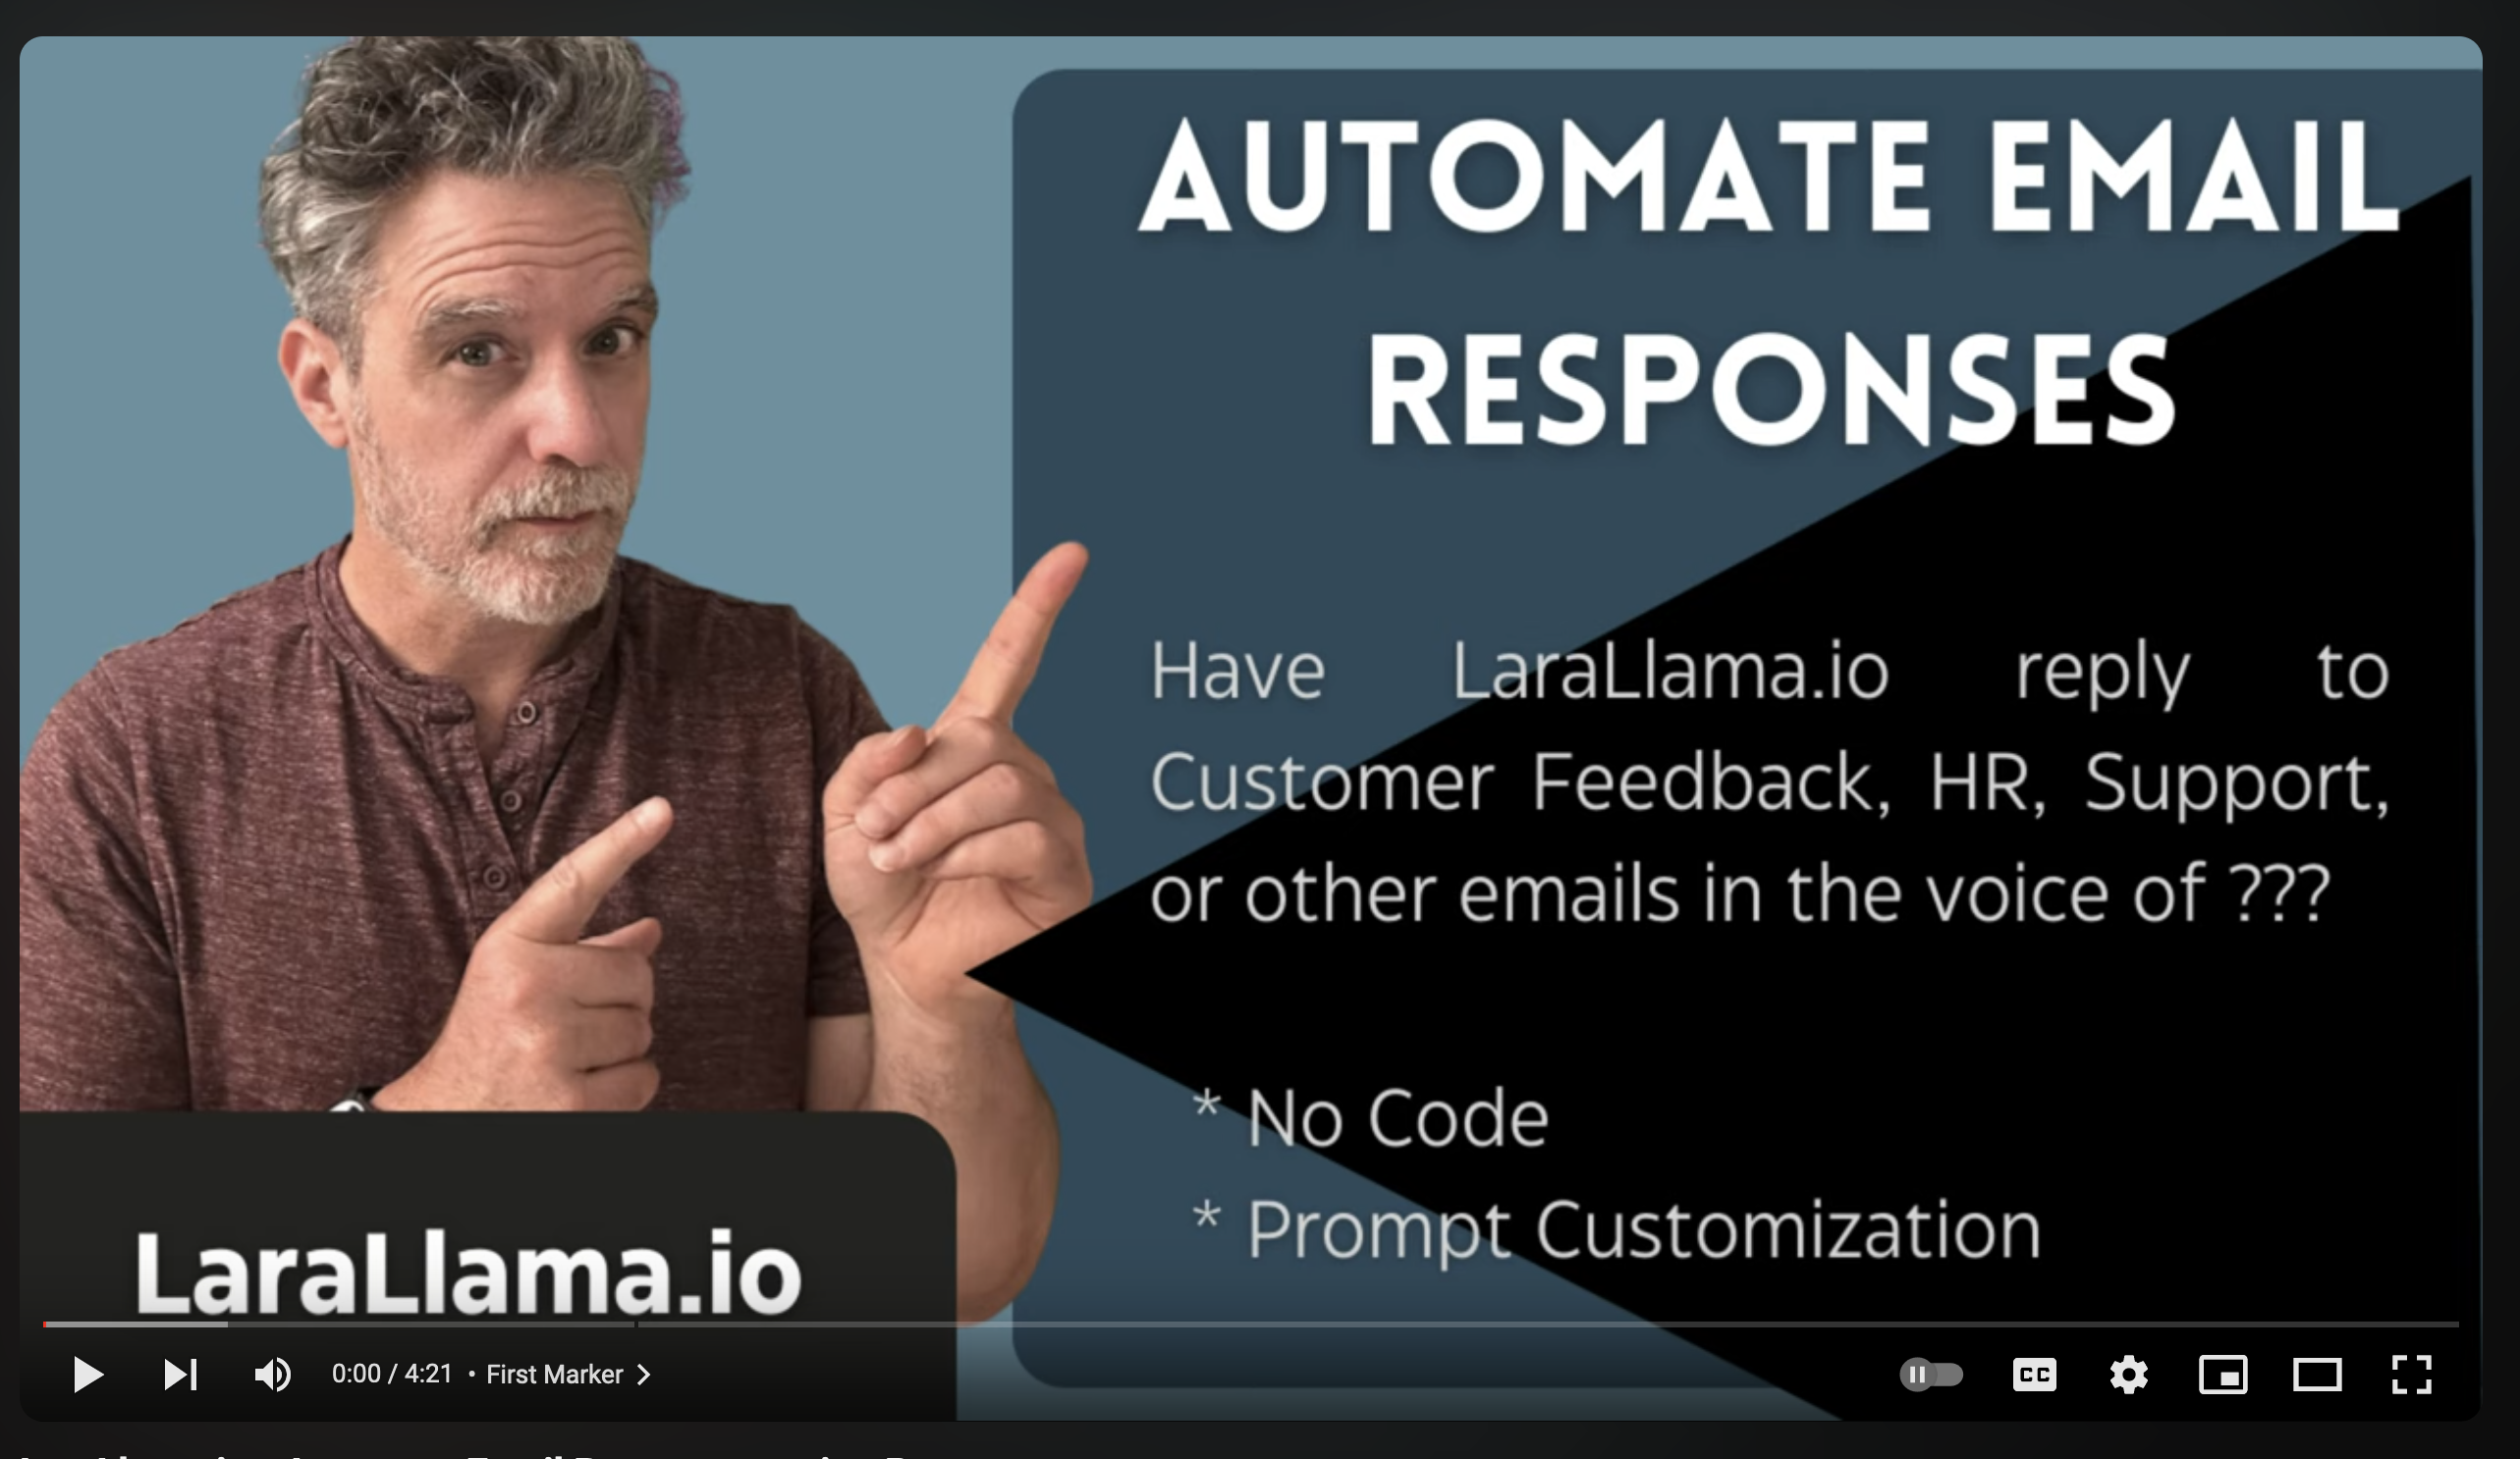 AUTOMATE EMAIL
RESPONSES
Have LaraLlama.io reply to
Customer Feedback, HR, Support,
or other emails in the voice of ???
* No Code
* Prompt Customization
LaraLlama.io
0:00 / 4:21 • First Marker
CC